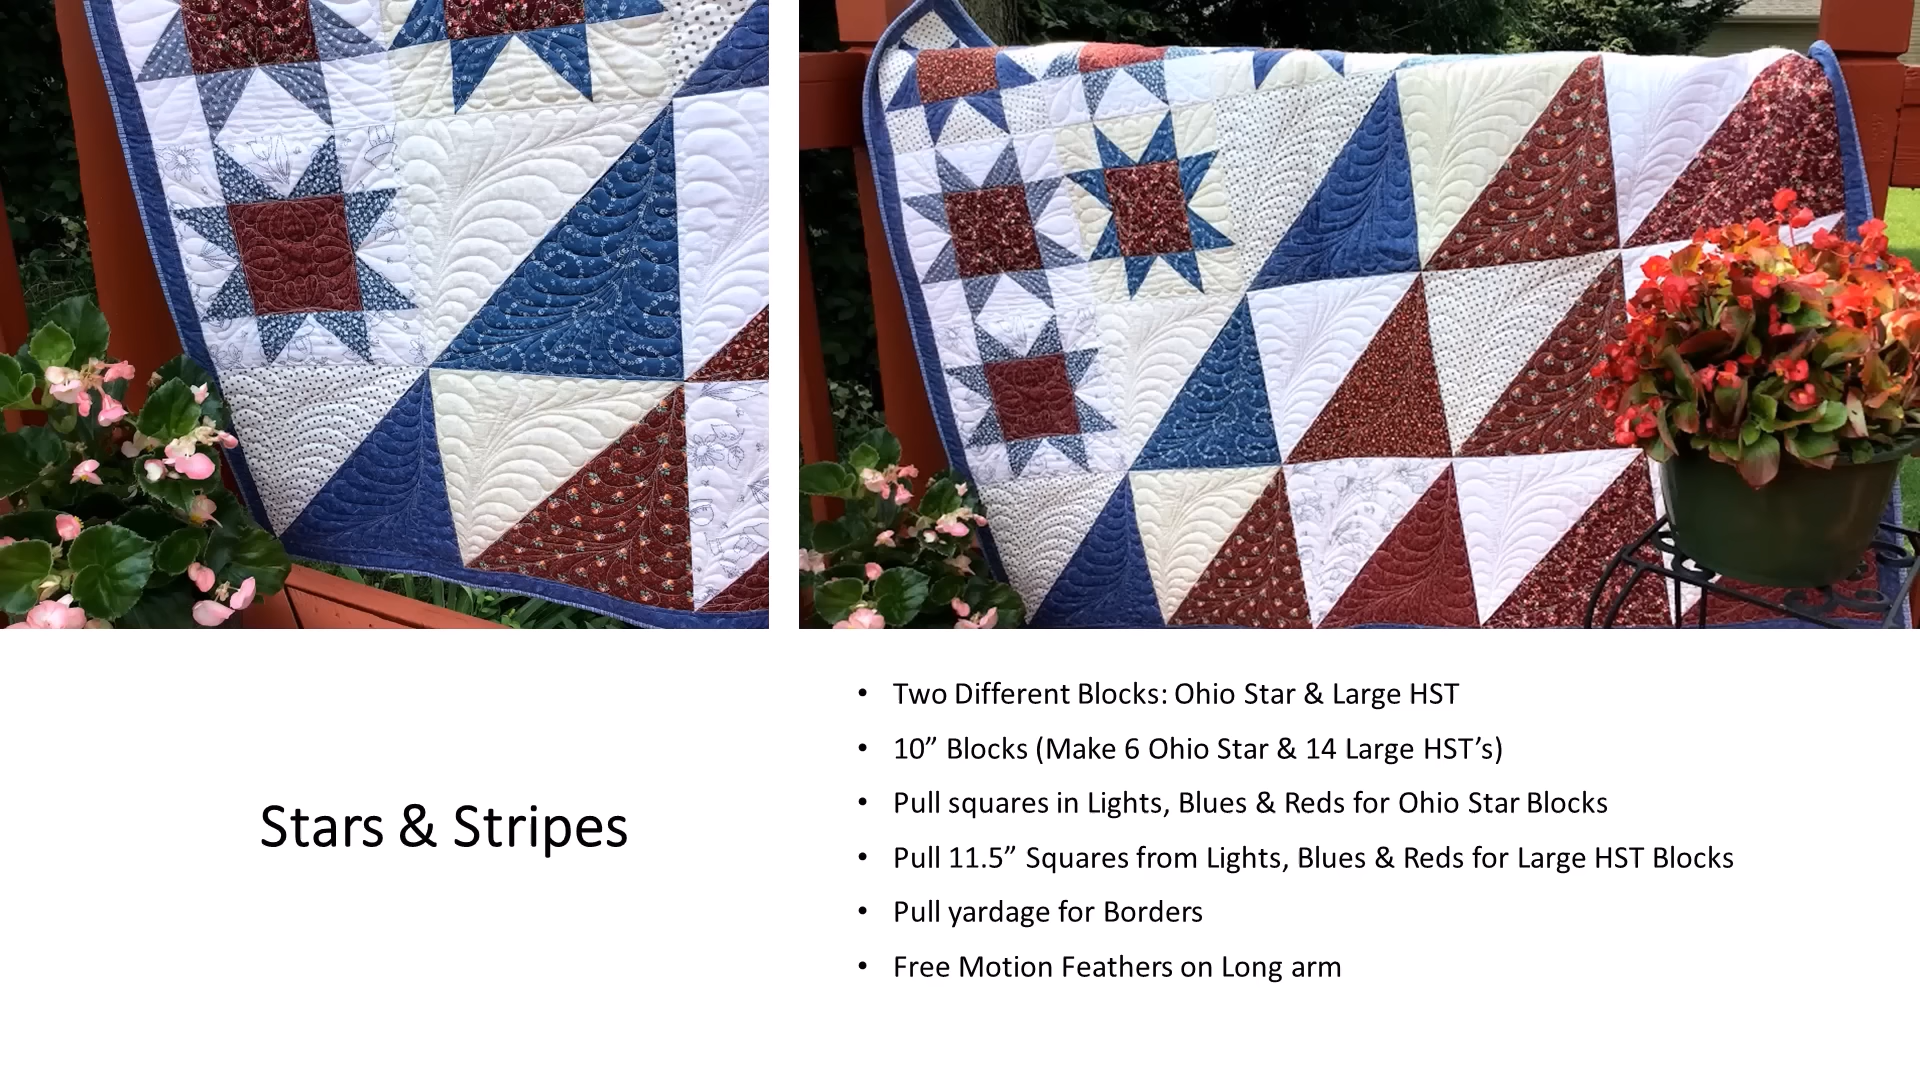 Stars & Stripes
• Two Different Blocks: Ohio Star & Large HST
• 10” Blocks (Make 6 Ohio Star & 14 Large HST’s)
• Pull squares in Lights, Blues & Reds for Ohio Star Blocks
• Pull 11.5” Squares from Lights, Blues & Reds for Large HST Blocks
• Pull yardage for Borders
• Free Motion Feathers on Long arm